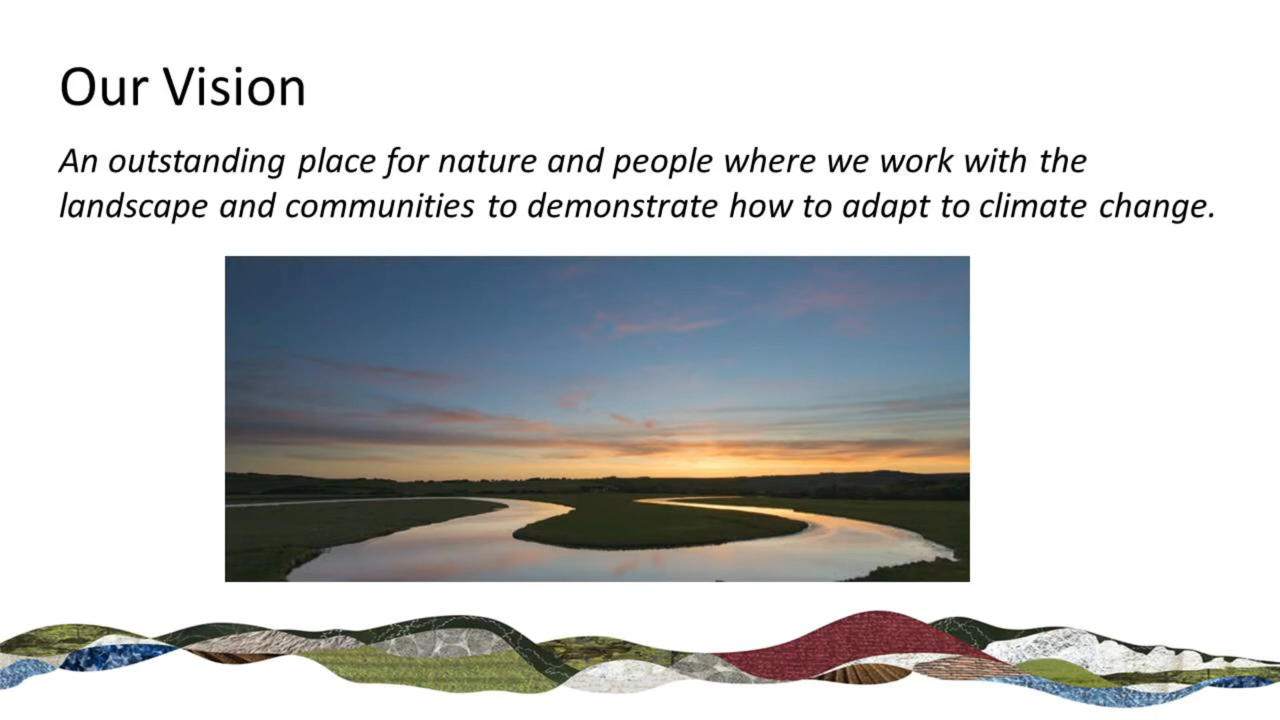 Our Vision
An outstanding place for nature and people where we work with the
landscape and communities to demonstrate how to adapt to climate change.